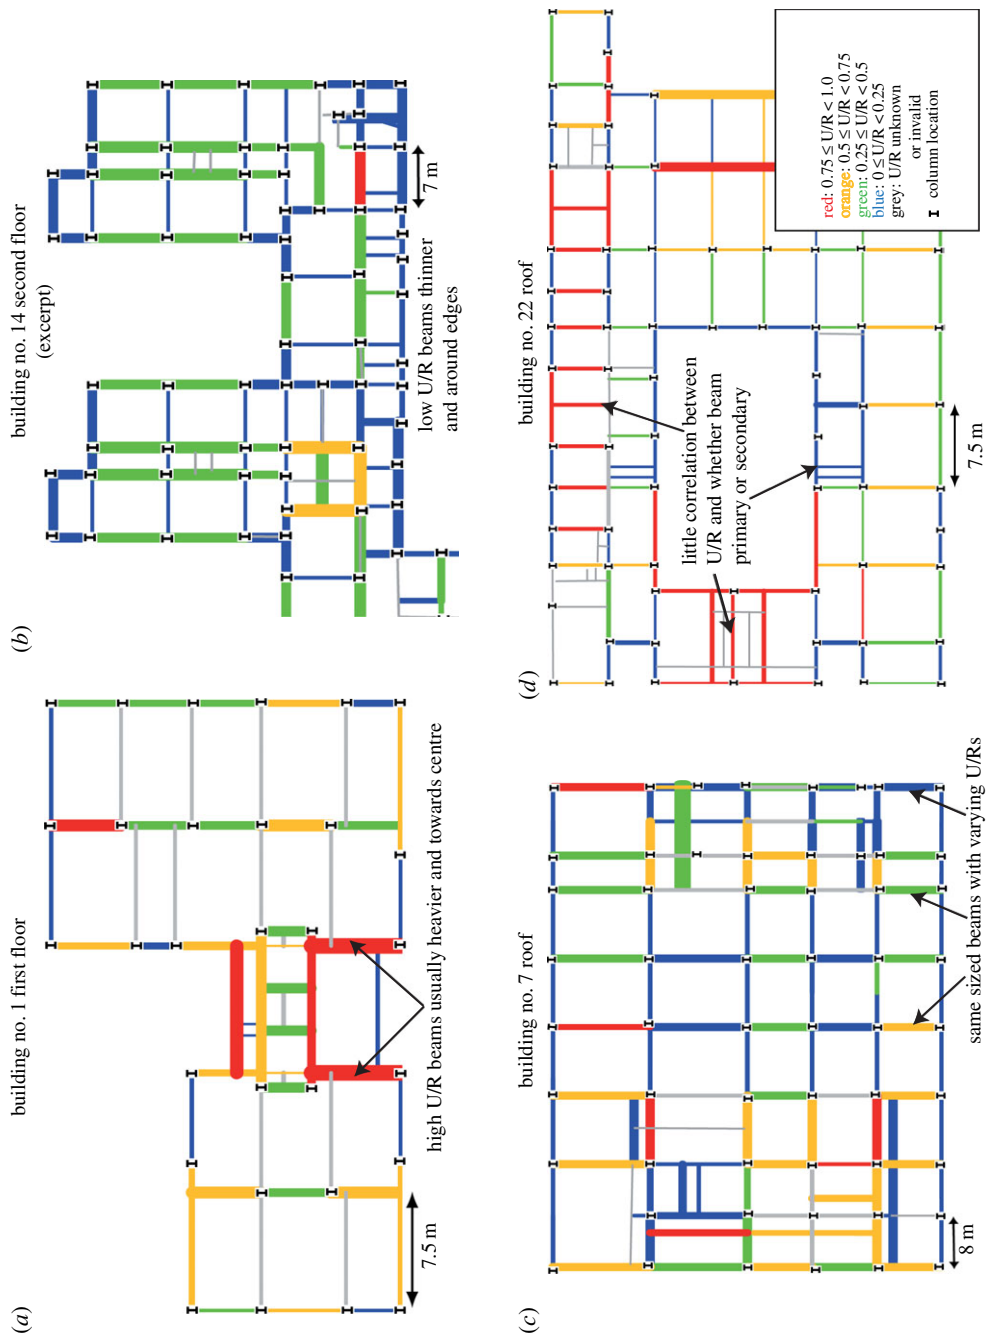 (a)
building no. 1 first floor
high U/R beams usually heavier and towards centre
7.5 m
(b)
building no. 14 second floor
(excerpt)
7 m
low U/R beams thinner
and around edges
(c)
building no. 7 roof
same sized beams with varying U/Rs
8 m
(d)
building no. 22 roof
little correlation between
U/R and whether beam
primary or secondary
7.5 m
red: 0.75 ≤ U/R < 1.0
orange: 0.5 ≤ U/R < 0.75
green: 0.25 ≤ U/R < 0.5
blue: 0 ≤ U/R < 0.25
grey: U/R unknown
or invalid
column location